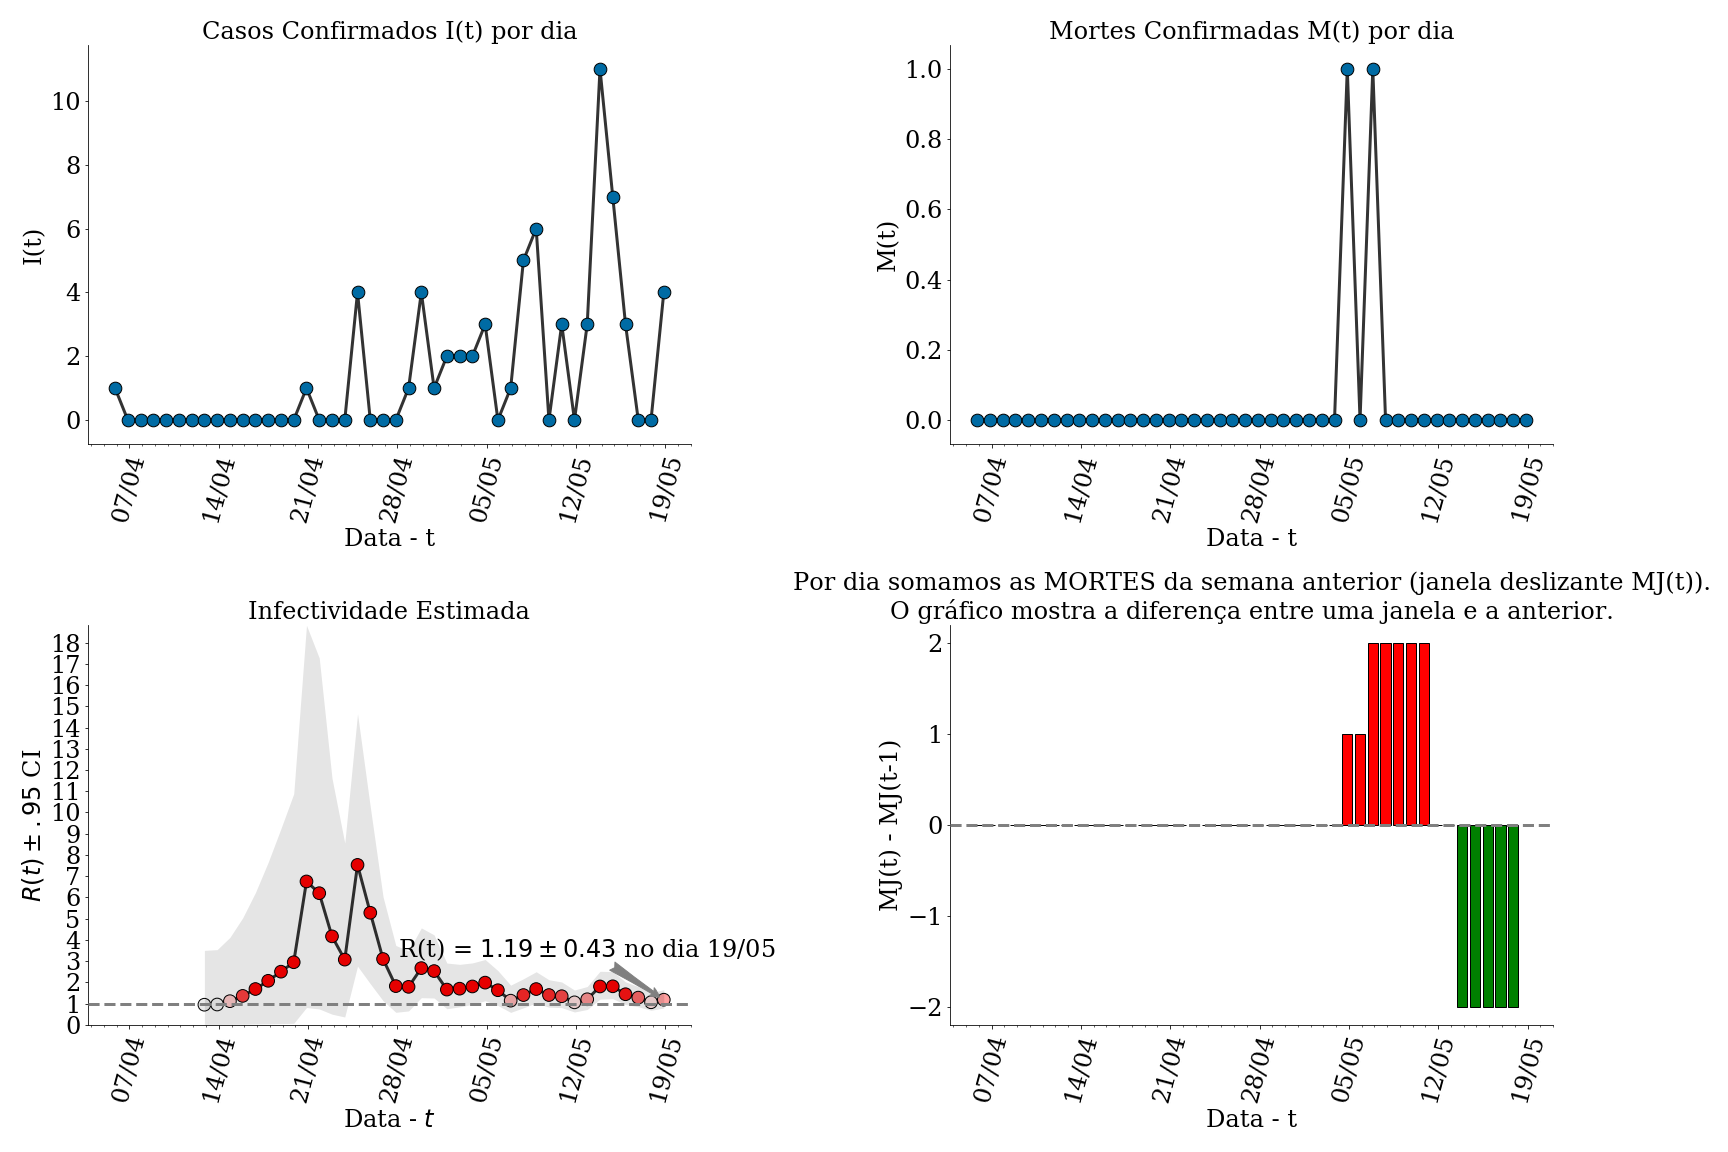 Casos Confirmados I(t) por dia
I(t)
10
8
6
4
2
0
07/04 14/04 21/04 28/04 05/05 12/05 19/05
Data - t
Mortes Confirmadas M(t) por dia
M(t)
1.0
0.8
0.6
0.4
0.2
0.0
07/04 14/04 21/04 28/04 05/05 12/05 19/05
Data - t
Infectividade Estimada
R(t) ± .95 CI
18
17
16
15
14
13
12
11
10
9
8
7
6
5
4
3
2
1
0
R(t) = 1.19 ± 0.43 no dia 19/05
07/04 14/04 21/04 28/04 05/05 12/05 19/05
Data - t
Por dia somamos as MORTES da semana anterior (janela deslizante MJ(t)).
O gráfico mostra a diferença entre uma janela e a anterior.
MJ(t) - MJ(t-1)
2
1
0
−1
−2
07/04 14/04 21/04 28/04 05/05 12/05 19/05
Data - t